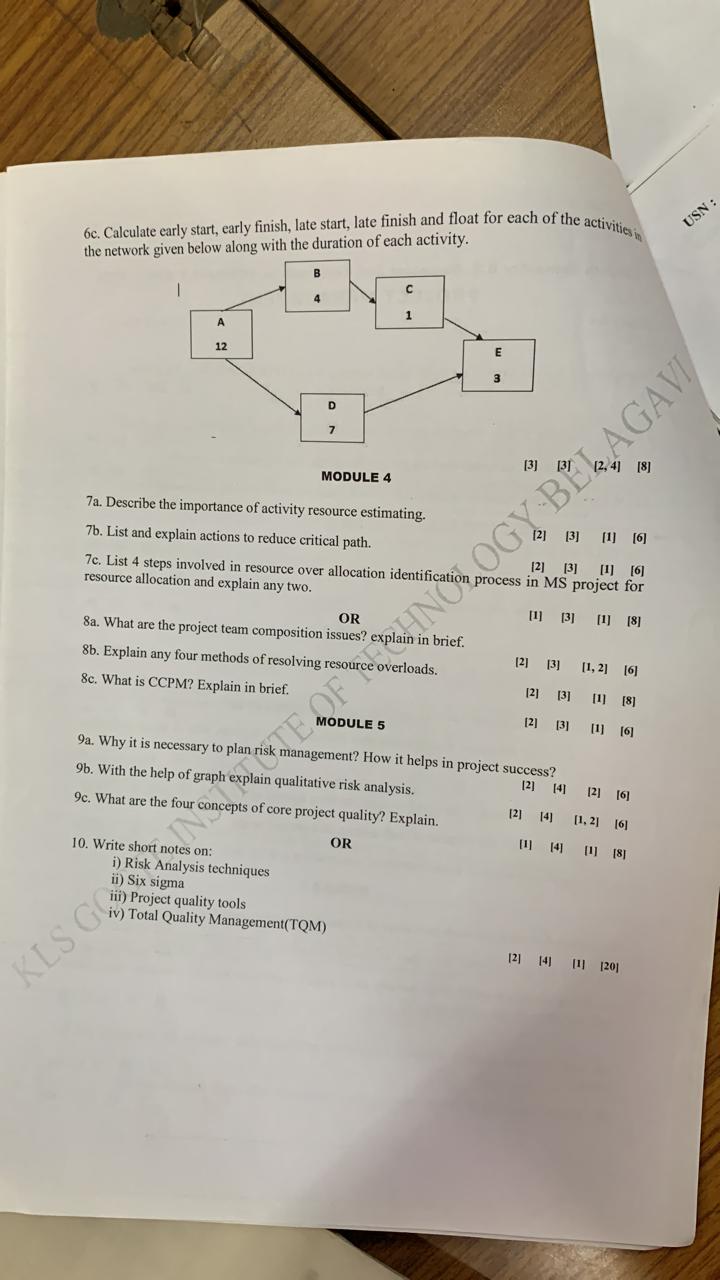 USN :
6c. Calculate early start, early finish, late start, late finish and float for each of the activities in
the network given below along with the duration of each activity.
B
4
C
1
A
12
E
3
D
7
[3] [3] [2, 4] [8]
MODULE 4
7a. Describe the importance of activity resource estimating.
[2] [3] [1] [6]
7b. List and explain actions to reduce critical path.
[2] [3] [1] [6]
7c. List 4 steps involved in resource over allocation identification process in MS project for
resource allocation and explain any two.
[1] [3] [1] [8]
OR
8a. What are the project team composition issues? explain in brief.
[2] [3] [1, 2] [6]
8b. Explain any four methods of resolving resource overloads.
[2] [3] [1] [8]
8c. What is CCPM? Explain in brief.
[2] [3] [1] [6]
MODULE 5
9a. Why it is necessary to plan risk management? How it helps in project success?
[2] [4] [2] [6]
9b. With the help of graph explain qualitative risk analysis.
[2] [4] [1, 2] [6]
9c. What are the four concepts of core project quality? Explain.
[1] [4] [1] [8]
OR
10. Write short notes on:
i) Risk Analysis techniques
ii) Six sigma
iii) Project quality tools
iv) Total Quality Management(TQM)
[2] [4] [1] [20]
KLS GOGTE INSTITUTE OF TECHNOLOGY-BELAGAVI